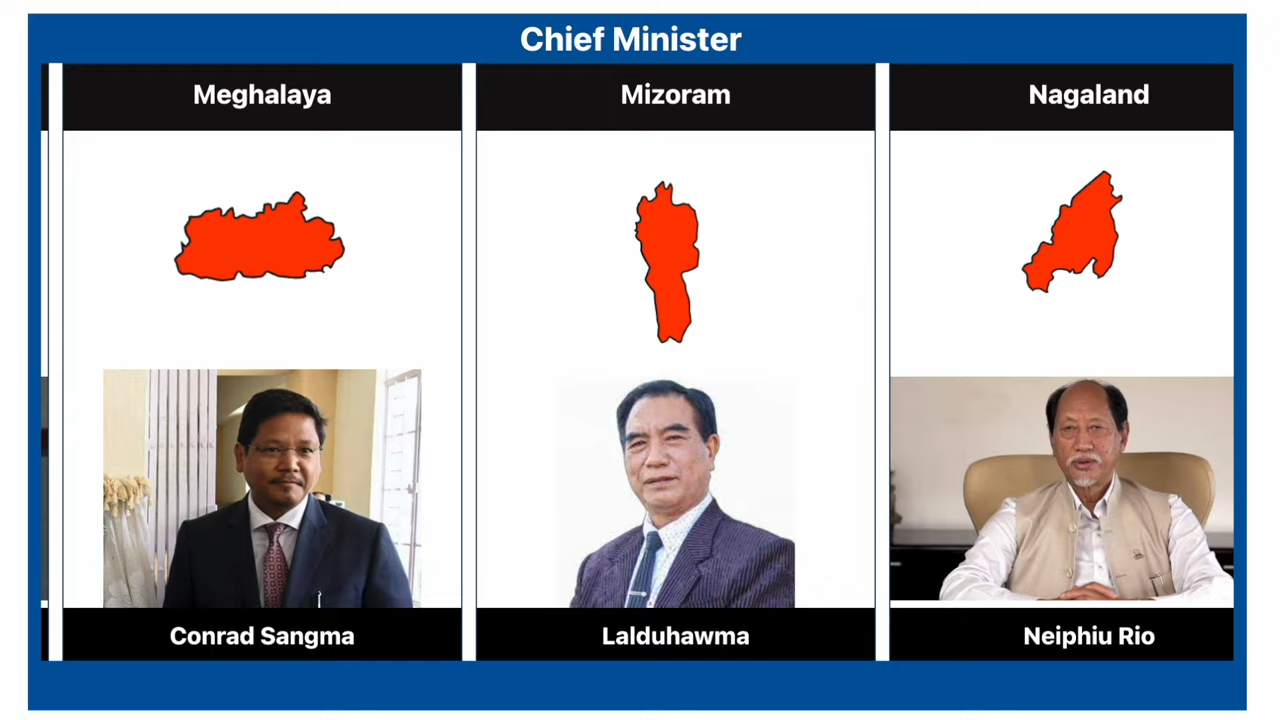 Chief Minister
Meghalaya
Mizoram
Nagaland
Conrad Sangma
Lalduhawma
Neiphiu Rio